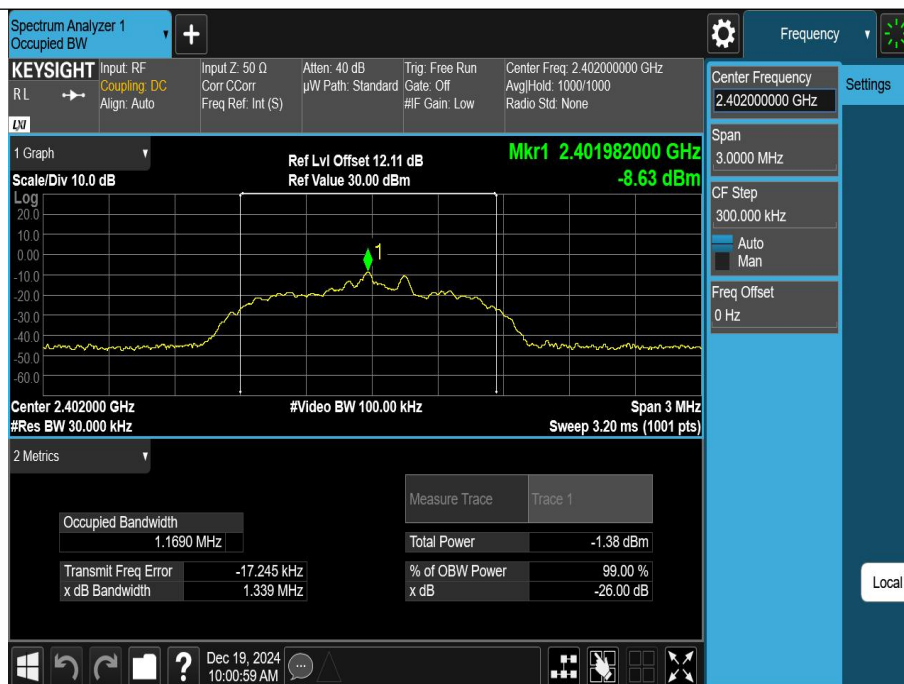 Spectrum Analyzer 1
Occupied BW
Frequency
KEYSIGHT
R L
LXI
Input: RF
Coupling: DC
Align: Auto
Input Z: 50 Ω
Corr CCorr
Freq Ref: Int (S)
Atten: 40 dB
µW Path: Standard
Trig: Free Run
Gate: Off
#IF Gain: Low
Center Freq: 2.402000000 GHz
Avg|Hold: 1000/1000
Radio Std: None
Center Frequency
2.402000000 GHz
Settings
Span
3.0000 MHz
CF Step
300.000 kHz
Auto
Man
Freq Offset
0 Hz
Local
1 Graph
Scale/Div 10.0 dB
Ref Lvl Offset 12.11 dB
Ref Value 30.00 dBm
Mkr1 2.401982000 GHz
-8.63 dBm
Log
20.0
10.0
0.00
-10.0
-20.0
-30.0
-40.0
-50.0
-60.0
1
Center 2.402000 GHz
#Video BW 100.00 kHz
Span 3 MHz
#Res BW 30.000 kHz
Sweep 3.20 ms (1001 pts)
2 Metrics
Measure Trace Trace 1
Occupied Bandwidth
1.1690 MHz
Total Power -1.38 dBm
Transmit Freq Error -17.245 kHz
% of OBW Power 99.00 %
x dB Bandwidth 1.339 MHz
x dB -26.00 dB
Dec 19, 2024
10:00:59 AM